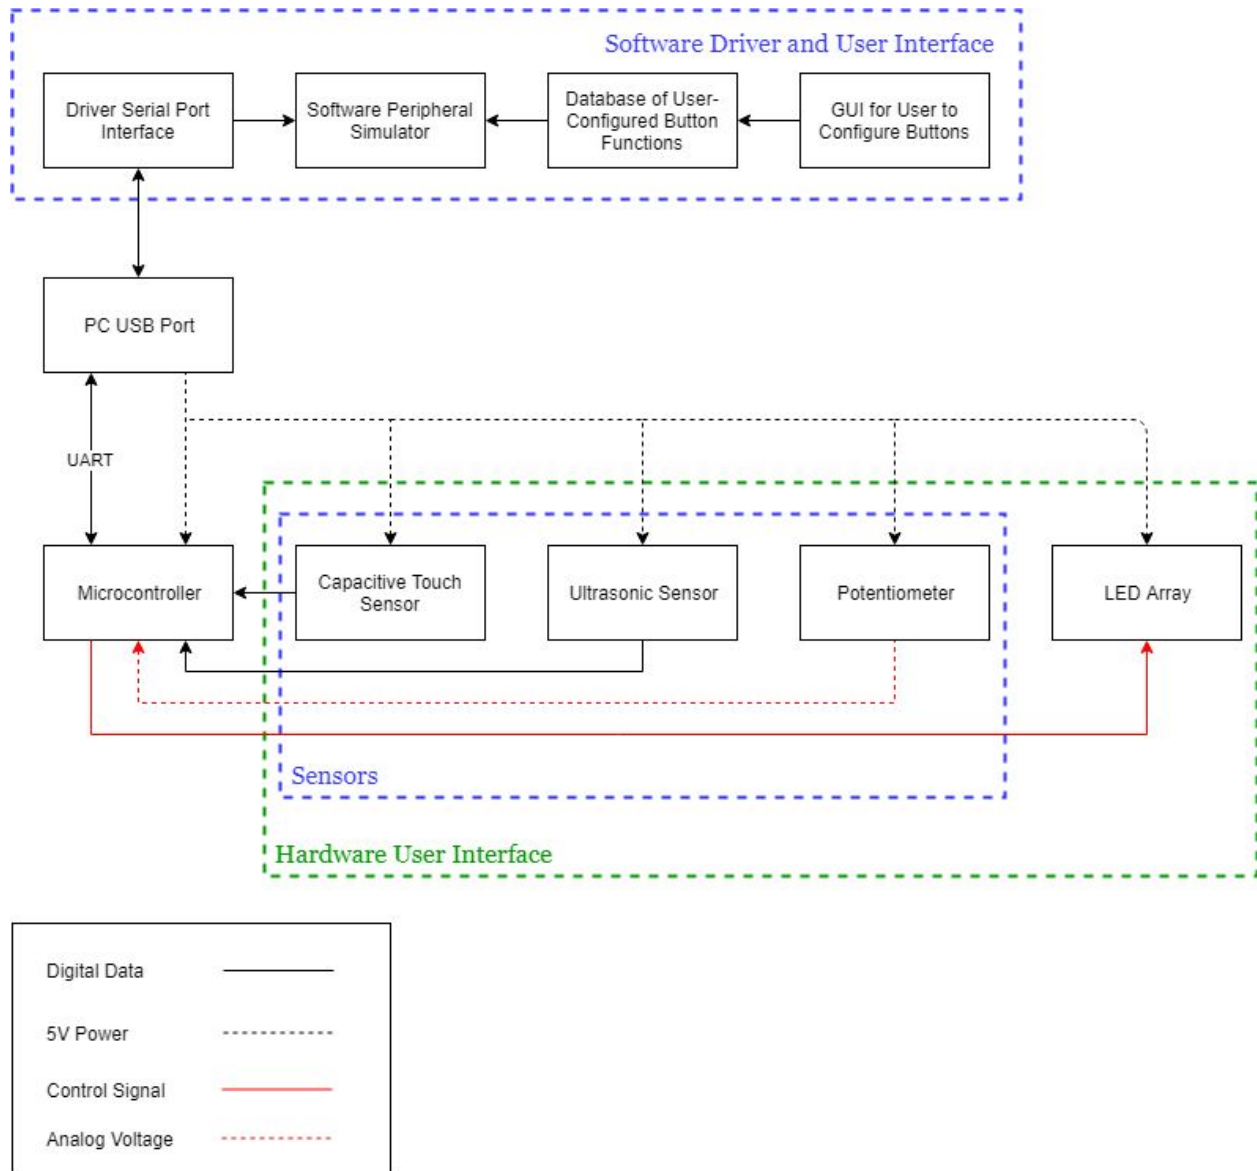 Software Driver and User Interface
Driver Serial Port
Interface
Software Peripheral
Simulator
Database of User-
Configured Button
Functions
GUI for User to
Configure Buttons
PC USB Port
UART
Microcontroller
Capacitive Touch
Sensor
Ultrasonic Sensor
Potentiometer
LED Array
Sensors
Hardware User Interface
Digital Data
5V Power
Control Signal
Analog Voltage